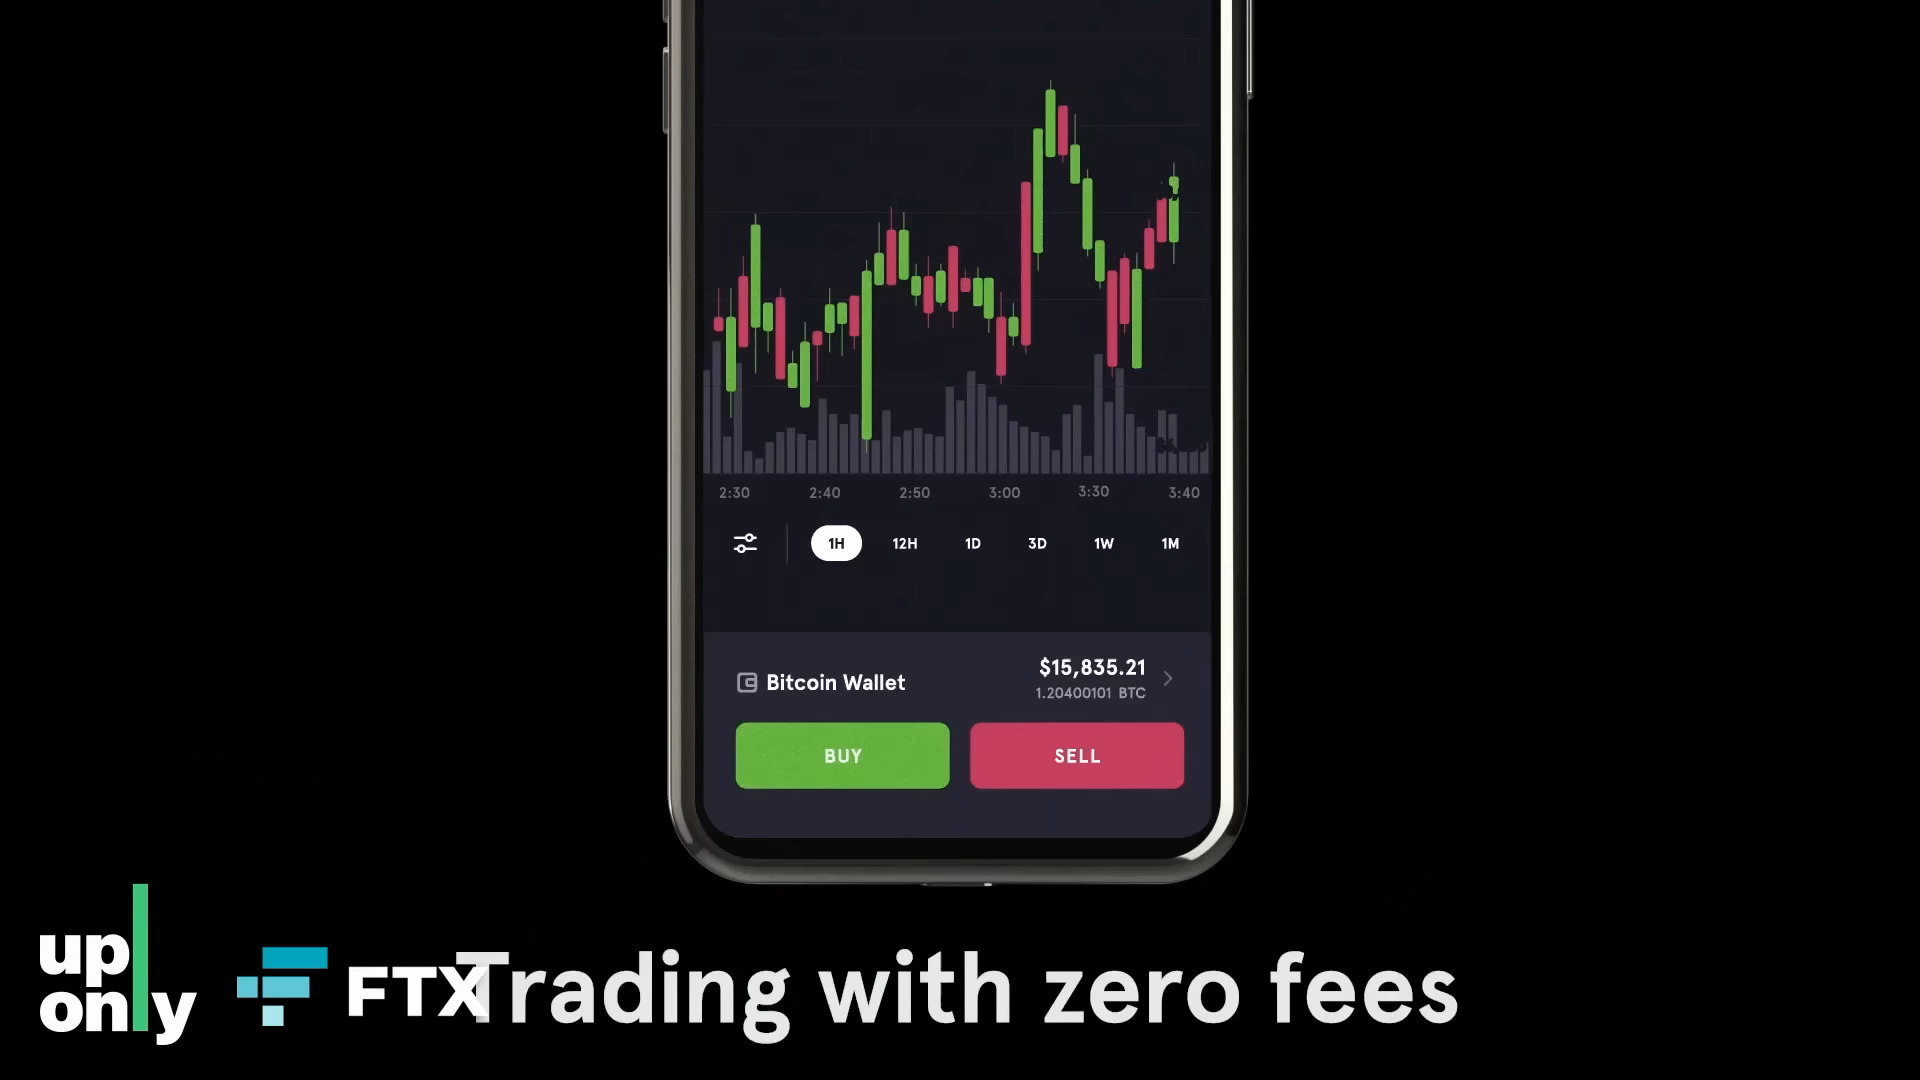 2:30 2:40 2:50 3:00 3:30 3:40
1H 12H 1D 3D 1W 1M
Bitcoin Wallet
$15,835.21
1.20400101 BTC
BUY SELL
up
only
FTX
Trading with zero fees